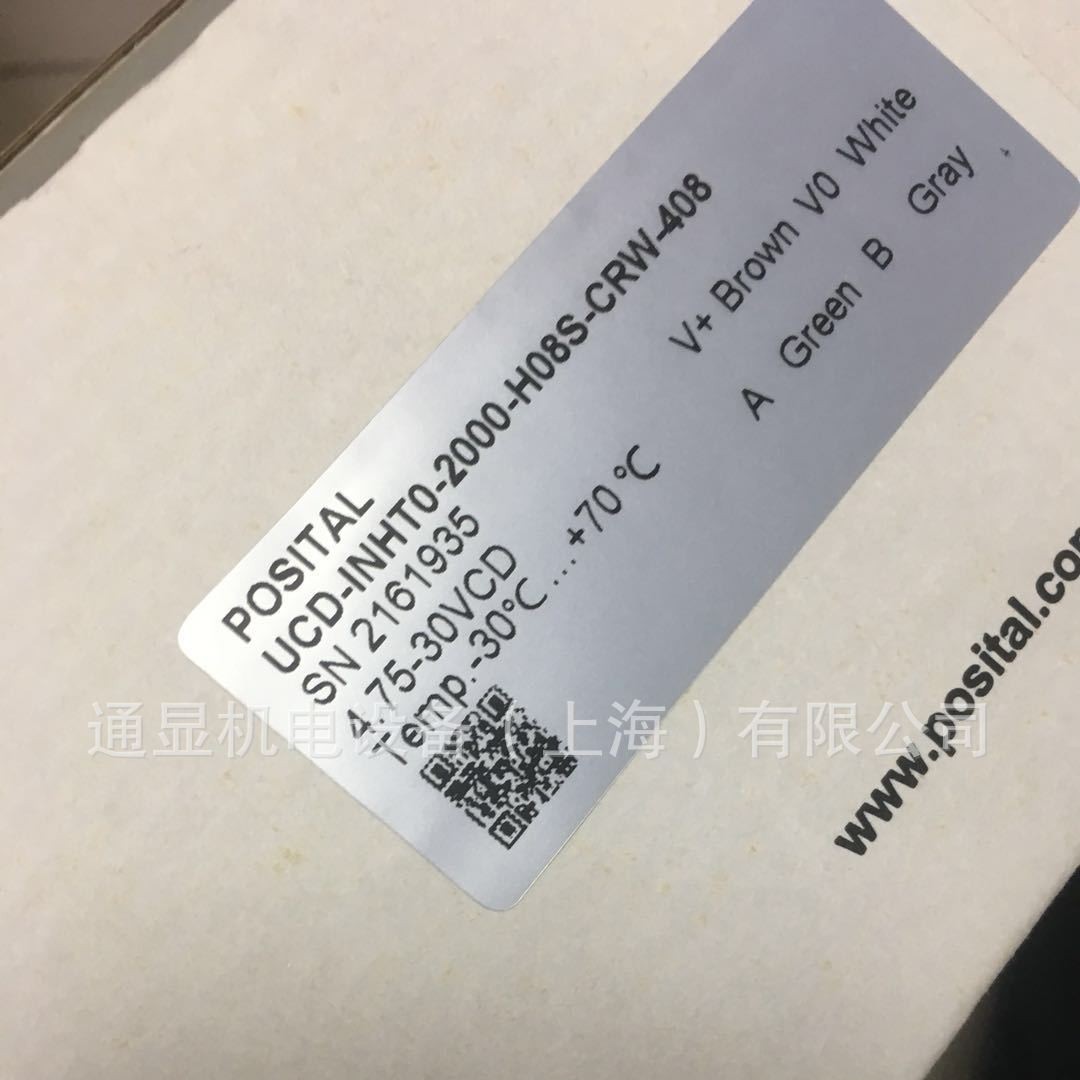 POSITAL
UCD-INHT0-2000-H08S-CRW-408
SN 2161935
4.75-30VCD
Temp.-30℃....+70℃
V+ Brown V0 White
A Green B Gray
www.posital.com
通显机电设备（上海）有限公司